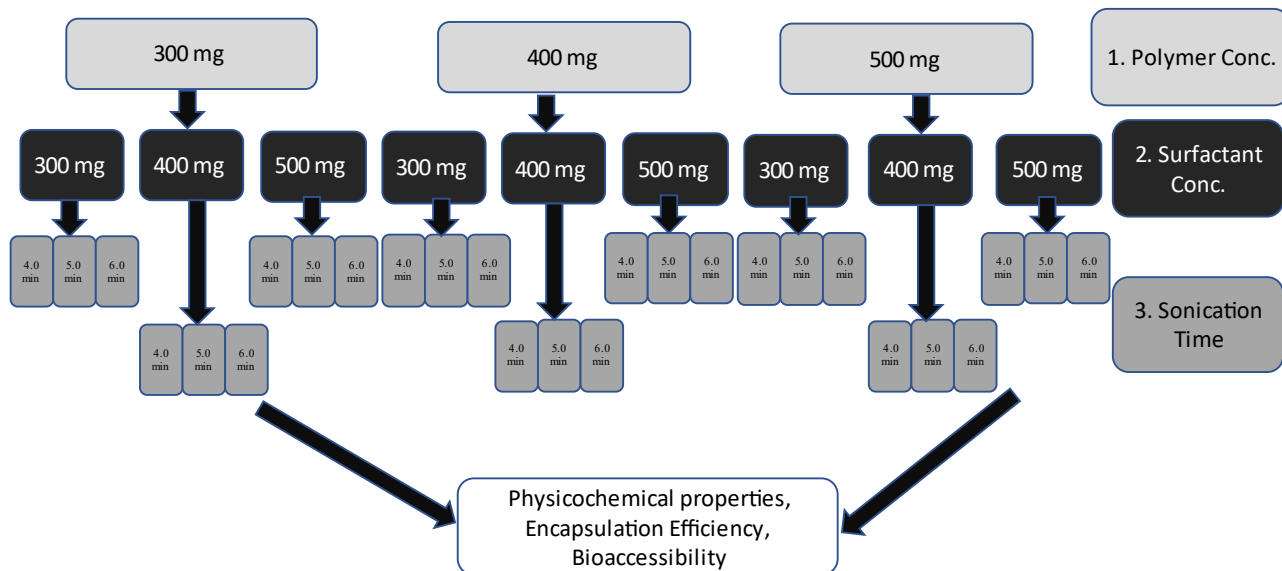 300 mg
400 mg
500 mg
1. Polymer Conc.
300 mg
400 mg
500 mg
300 mg
400 mg
500 mg
300 mg
400 mg
500 mg
2. Surfactant
Conc.
4.0
min
5.0
min
6.0
min
4.0
min
5.0
min
6.0
min
4.0
min
5.0
min
6.0
min
4.0
min
5.0
min
6.0
min
4.0
min
5.0
min
6.0
min
4.0
min
5.0
min
6.0
min
3. Sonication
Time
4.0
min
5.0
min
6.0
min
4.0
min
5.0
min
6.0
min
4.0
min
5.0
min
6.0
min
Physicochemical properties,
Encapsulation Efficiency,
Bioaccessibility